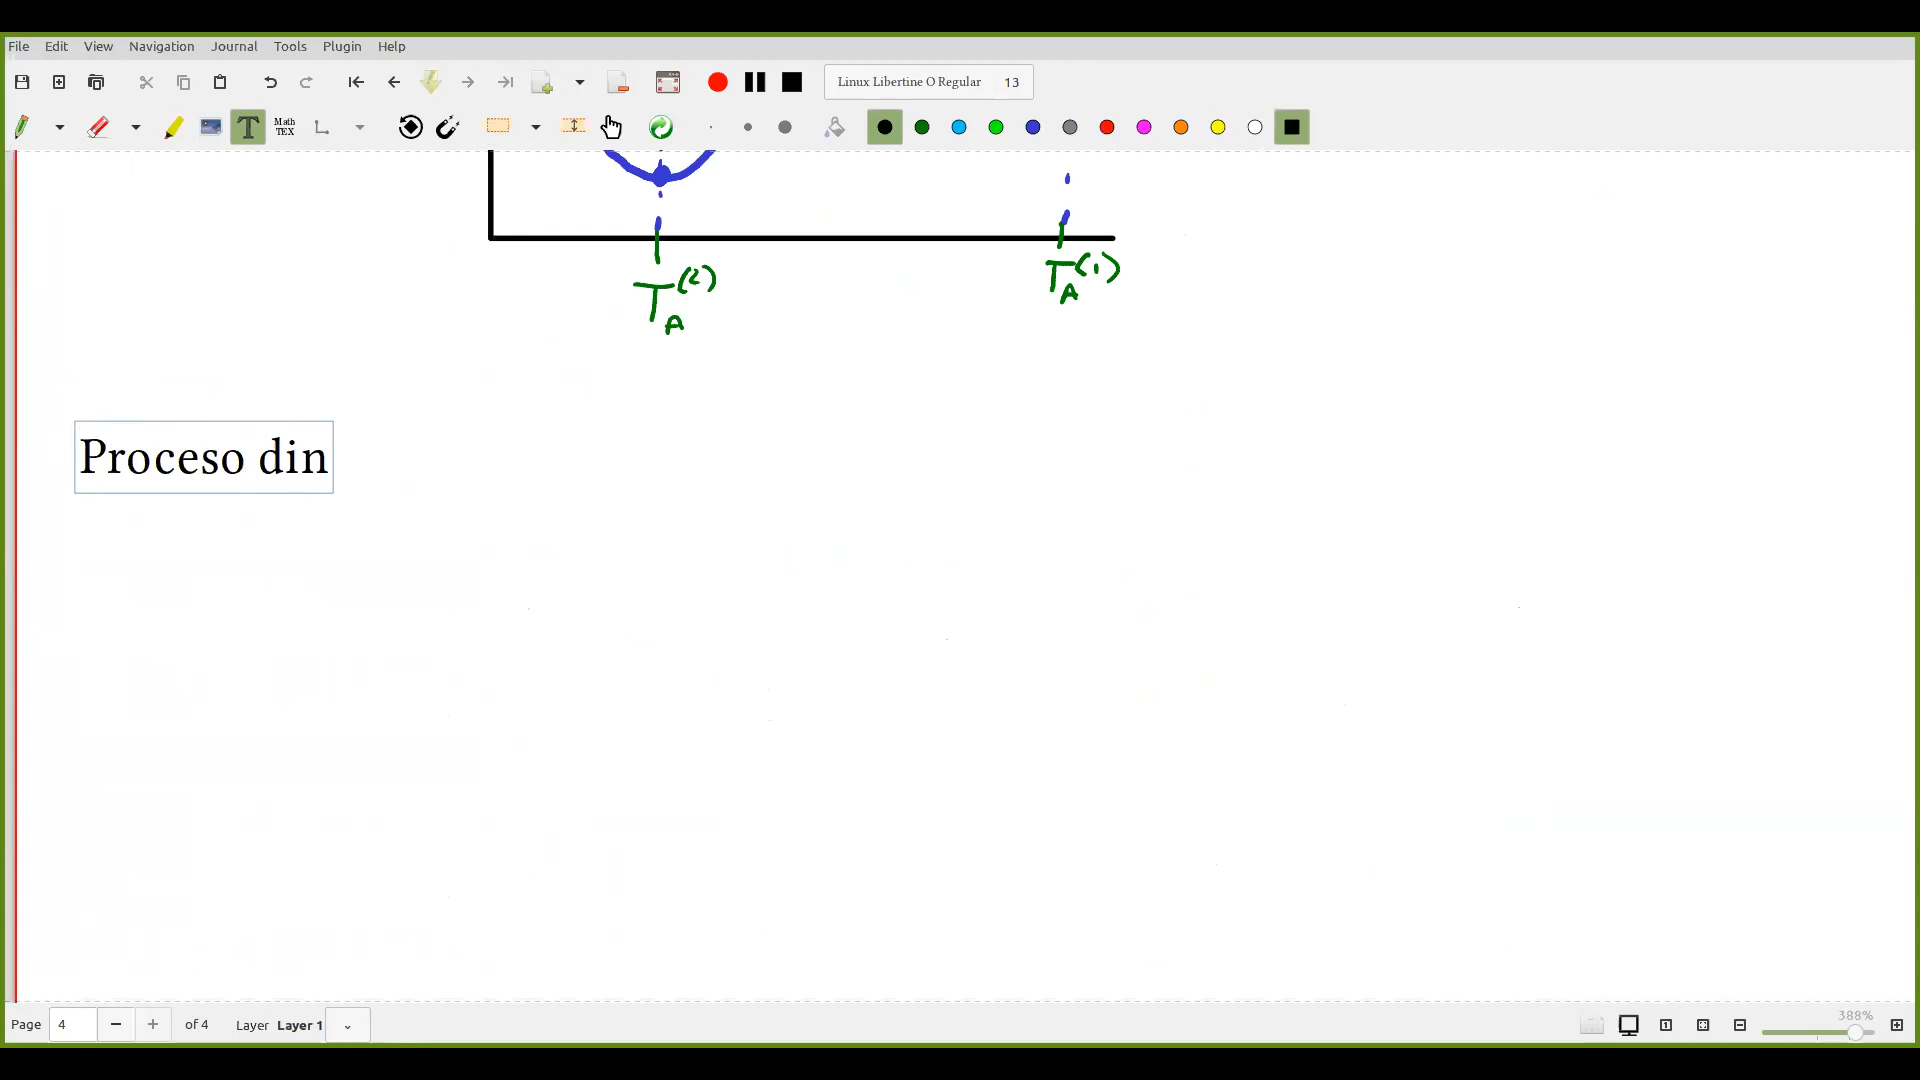 File Edit View Navigation Journal Tools Plugin Help
Linux Libertine O Regular 13
Math
TEX
T_A^(2)
T_A^(1)
Proceso din
Page 4 of 4 Layer Layer 1 388%